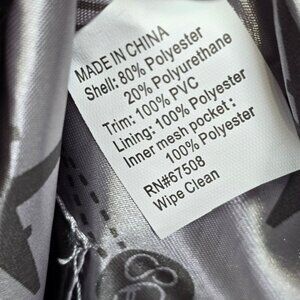 MADE IN CHINA
Shell: 80% Polyester
20% Polyurethane
Trim: 100% PVC
Lining: 100% Polyester
Inner mesh pocket:
100% Polyester
RN#67508
Wipe Clean